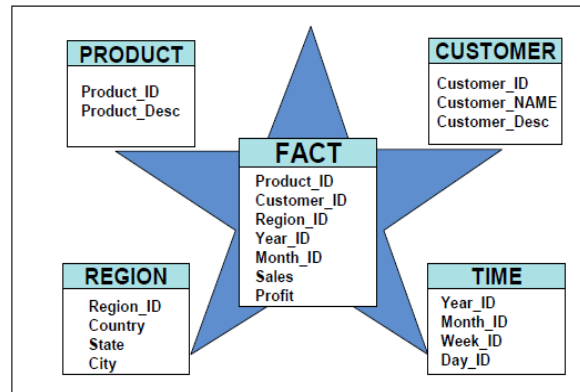 PRODUCT
Product_ID
Product_Desc
CUSTOMER
Customer_ID
Customer_NAME
Customer_Desc
FACT
Product_ID
Customer_ID
Region_ID
Year_ID
Month_ID
Sales
Profit
REGION
Region_ID
Country
State
City
TIME
Year_ID
Month_ID
Week_ID
Day_ID